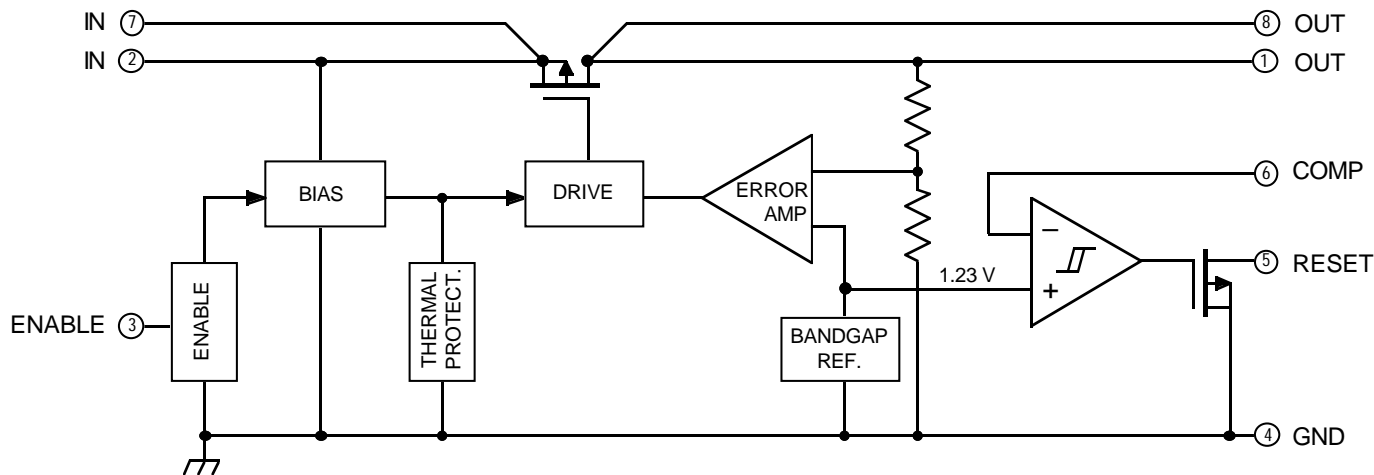 IN 7
8 OUT
IN 2
1 OUT
6 COMP
BIAS
DRIVE
ERROR
AMP
−
+
5 RESET
1.23 V
ENABLE 3
ENABLE
THERMAL
PROTECT.
BANDGAP
REF.
4 GND